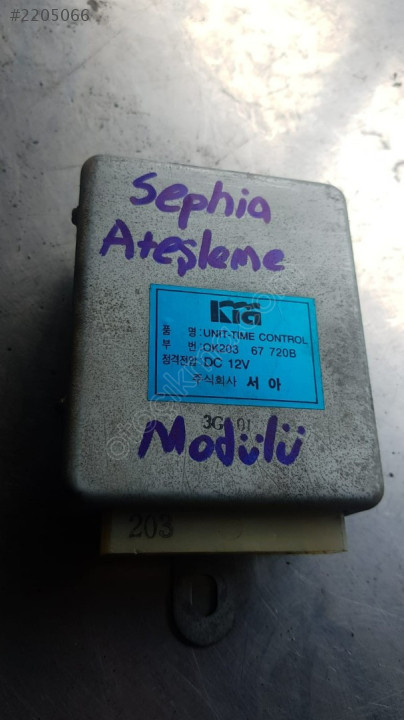 #2205066
Sephia
Ateşleme
KIA
품 명 : UNIT-TIME CONTROL
부 번 : OK203 67 720B
정격전압 DC 12V
주식회사 서아
3G 01
Modülü
203